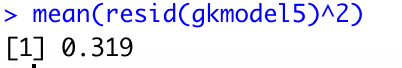 > mean(resid(gkmodel5)^2)
[1] 0.319